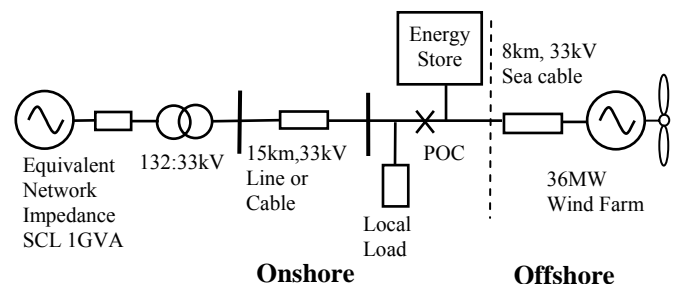 Energy
Store
8km, 33kV
Sea cable
POC
132:33kV
15km,33kV
Line or
Cable
Equivalent
Network
Impedance
SCL 1GVA
36MW
Wind Farm
Local
Load
Onshore
Offshore